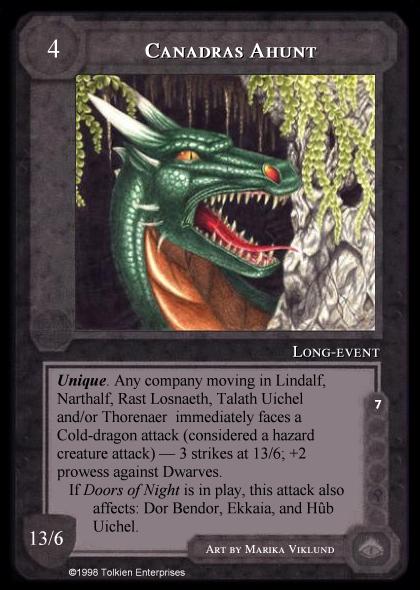 4
CANADRAS AHUNT
LONG-EVENT
Unique. Any company moving in Lindalf,
Narthalf, Rast Losnaeth, Talath Uichel
and/or Thorenaer immediately faces a
Cold-dragon attack (considered a hazard
creature attack) — 3 strikes at 13/6; +2
prowess against Dwarves.
If Doors of Night is in play, this attack also
affects: Dor Bendor, Ekkaia, and Hûb
Uichel.
7
13/6
ART BY MARIKA VIKLUND
©1998 Tolkien Enterprises